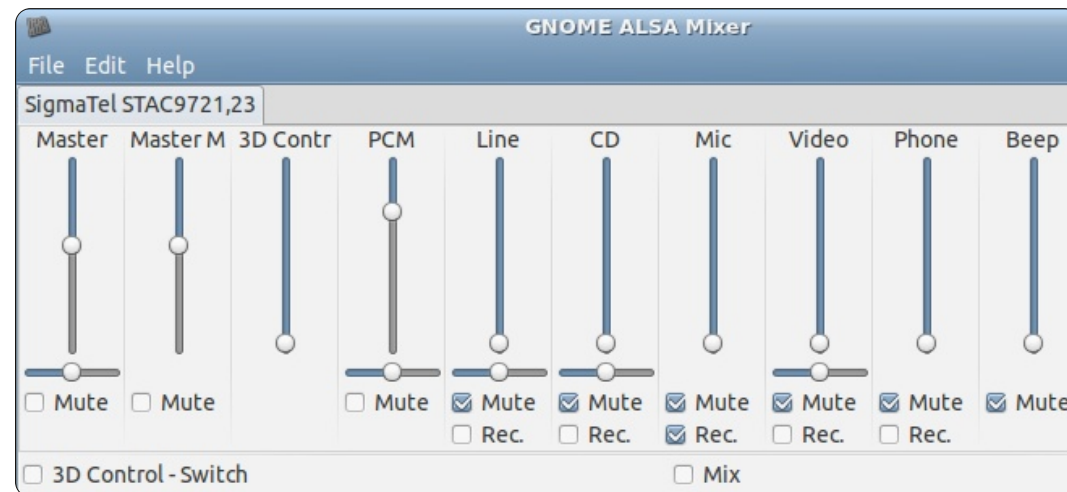 GNOME ALSA Mixer
File Edit Help
SigmaTel STAC9721,23
Master Master M 3D Contr PCM Line CD Mic Video Phone Beep
Mute Mute Mute Mute Mute Mute Mute Mute Mute
Rec. Rec. Rec. Rec. Rec.
3D Control - Switch Mix